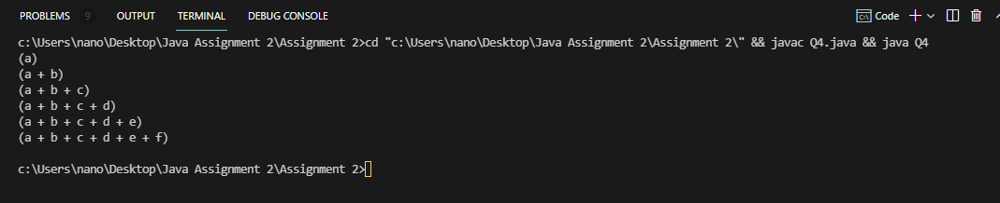 PROBLEMS 9 OUTPUT TERMINAL DEBUG CONSOLE Code
c:\Users\nano\Desktop\Java Assignment 2\Assignment 2>cd "c:\Users\nano\Desktop\Java Assignment 2\Assignment 2\" && javac Q4.java && java Q4
(a)
(a + b)
(a + b + c)
(a + b + c + d)
(a + b + c + d + e)
(a + b + c + d + e + f)
c:\Users\nano\Desktop\Java Assignment 2\Assignment 2>